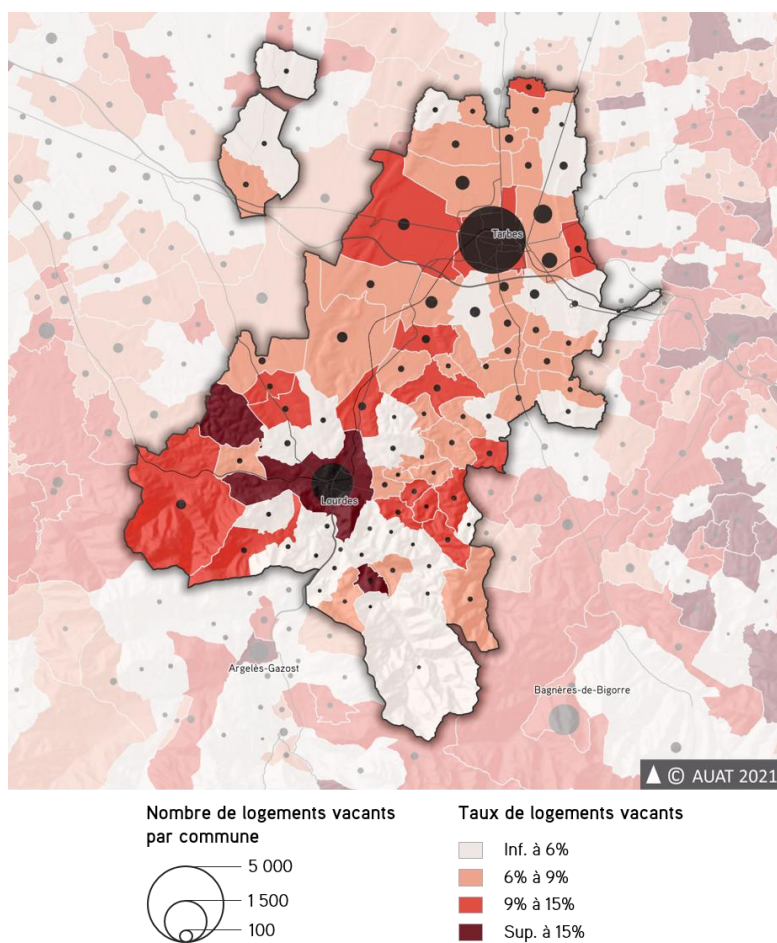 Tarbes
Lourdes
Argelès-Gazost
Bagnères-de-Bigorre
© AUAT 2021
Nombre de logements vacants
par commune
5 000
1 500
100
Taux de logements vacants
Inf. à 6%
6% à 9%
9% à 15%
Sup. à 15%